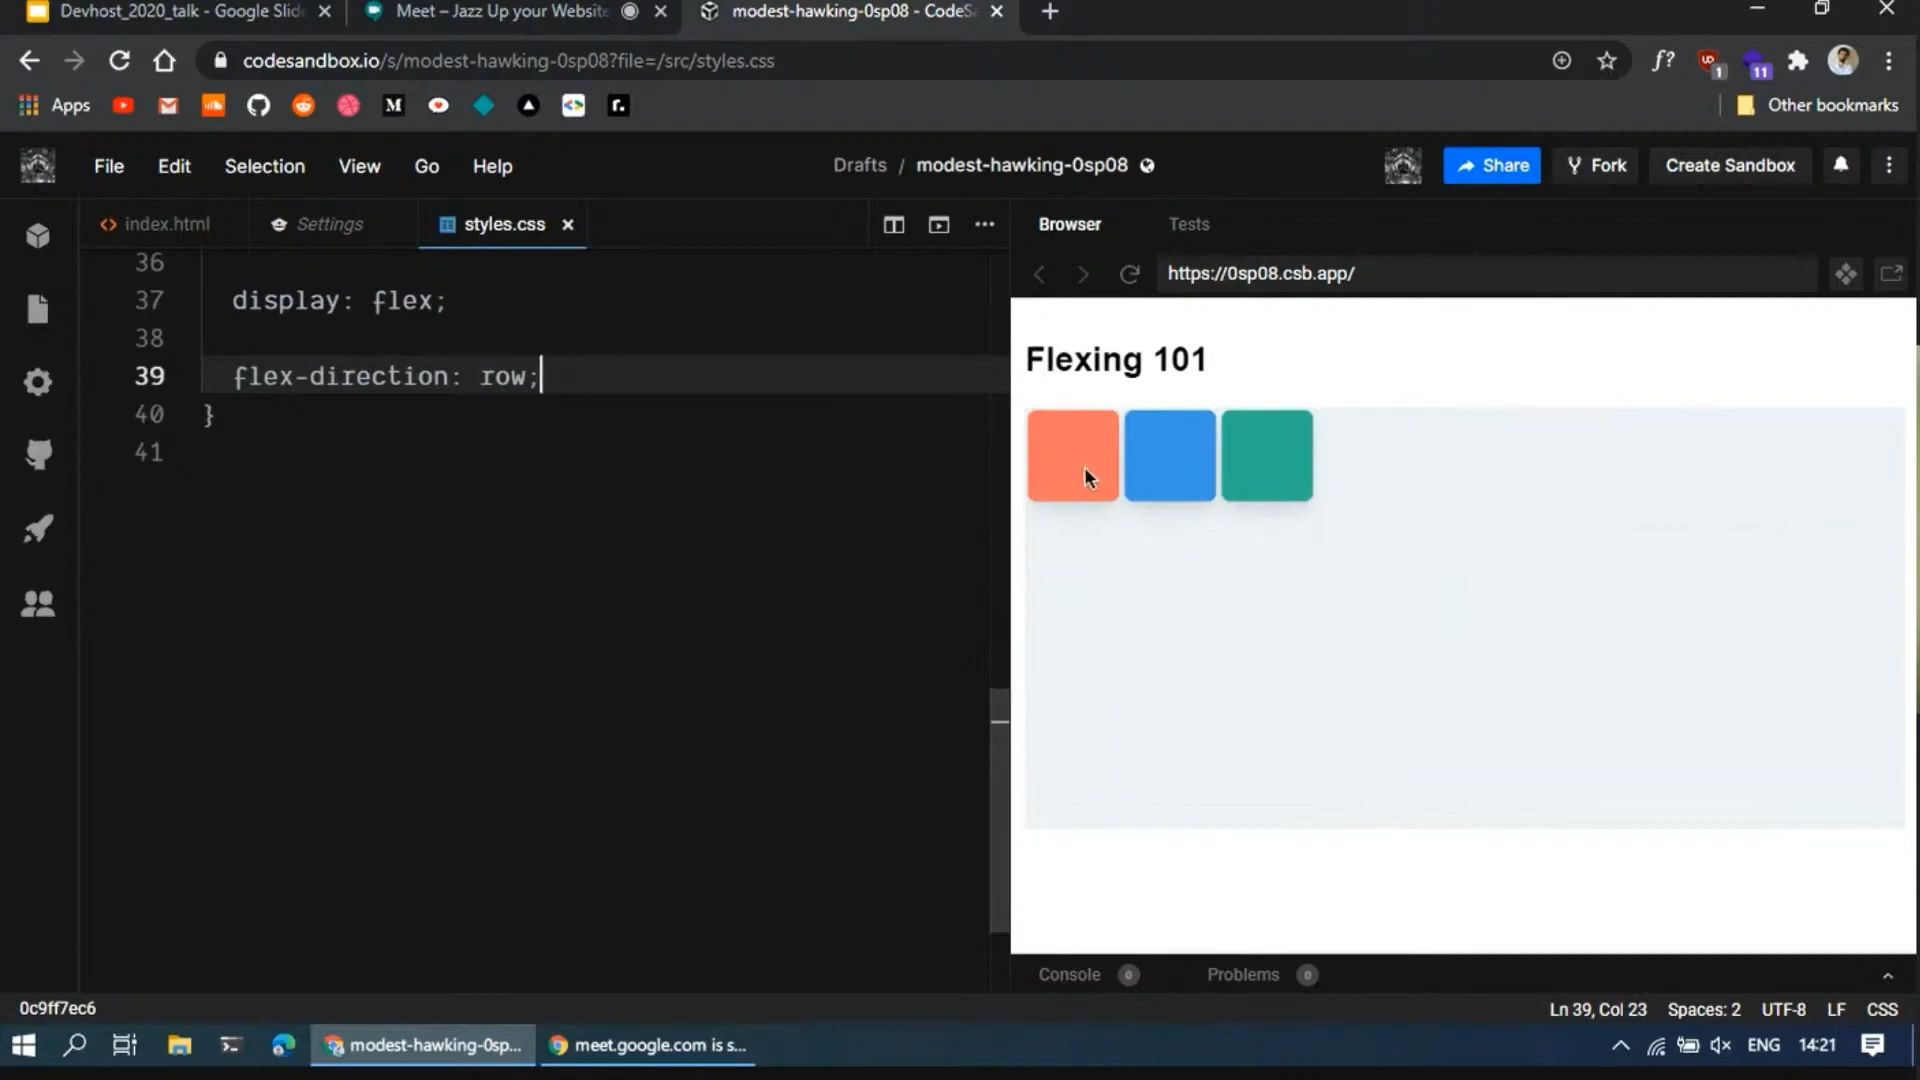 Devhost_2020_talk - Google Slide
Meet – Jazz Up your Website
modest-hawking-0sp08 - CodeSa
codesandbox.io/s/modest-hawking-0sp08?file=/src/styles.css
f?
1
11
Apps
M
r.
Other bookmarks
File
Edit
Selection
View
Go
Help
Drafts / modest-hawking-0sp08
Share
Fork
Create Sandbox
index.html
Settings
styles.css
Browser
Tests
https://0sp08.csb.app/
36
37 display: flex;
38
39 flex-direction: row;
40 }
41
Flexing 101
Console 0
Problems 0
0c9ff7ec6
Ln 39, Col 23
Spaces: 2
UTF-8
LF
CSS
modest-hawking-0sp...
meet.google.com is s...
ENG
14:21